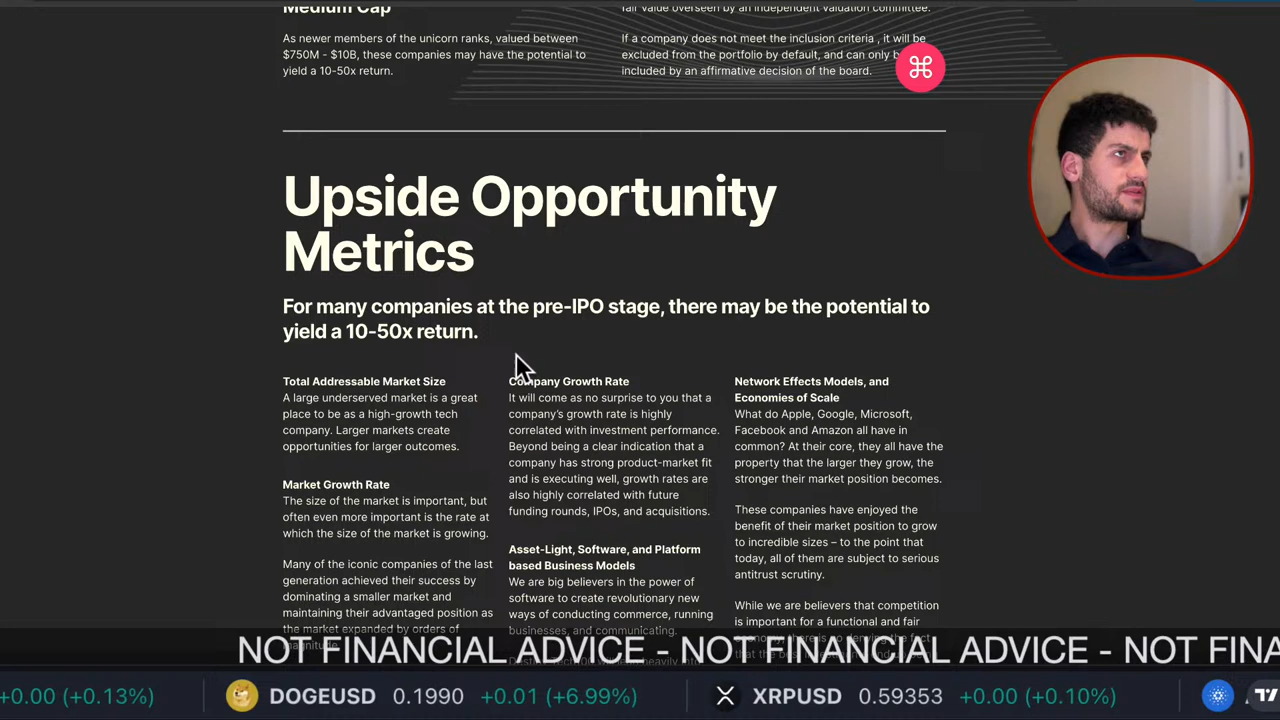 Medium Cap
As newer members of the unicorn ranks, valued between
$750M - $10B, these companies may have the potential to
yield a 10-50x return.
fair value overseen by an independent valuation committee.
If a company does not meet the inclusion criteria , it will be
excluded from the portfolio by default, and can only
included by an affirmative decision of the board.
Upside Opportunity
Metrics
For many companies at the pre-IPO stage, there may be the potential to
yield a 10-50x return.
Total Addressable Market Size
A large underserved market is a great
place to be as a high-growth tech
company. Larger markets create
opportunities for larger outcomes.
Market Growth Rate
The size of the market is important, but
often even more important is the rate at
which the size of the market is growing.
Many of the iconic companies of the last
generation achieved their success by
dominating a smaller market and
maintaining their advantaged position as
the market expanded by orders of
magnitude.
Company Growth Rate
It will come as no surprise to you that a
company's growth rate is highly
correlated with investment performance.
Beyond being a clear indication that a
company has strong product-market fit
and is executing well, growth rates are
also highly correlated with future
funding rounds, IPOs, and acquisitions.
Asset-Light, Software, and Platform
based Business Models
We are big believers in the power of
software to create revolutionary new
ways of conducting commerce, running
businesses, and communicating.
Network Effects Models, and
Economies of Scale
What do Apple, Google, Microsoft,
Facebook and Amazon all have in
common? At their core, they all have the
property that the larger they grow, the
stronger their market position becomes.
These companies have enjoyed the
benefit of their market position to grow
to incredible sizes – to the point that
today, all of them are subject to serious
antitrust scrutiny.
While we are believers that competition
is important for a functional and fair
NOT FINANCIAL ADVICE - NOT FINANCIAL ADVICE - NOT FINA
+0.00 (+0.13%) DOGEUSD 0.1990 +0.01 (+6.99%) XRPUSD 0.59353 +0.00 (+0.10%)